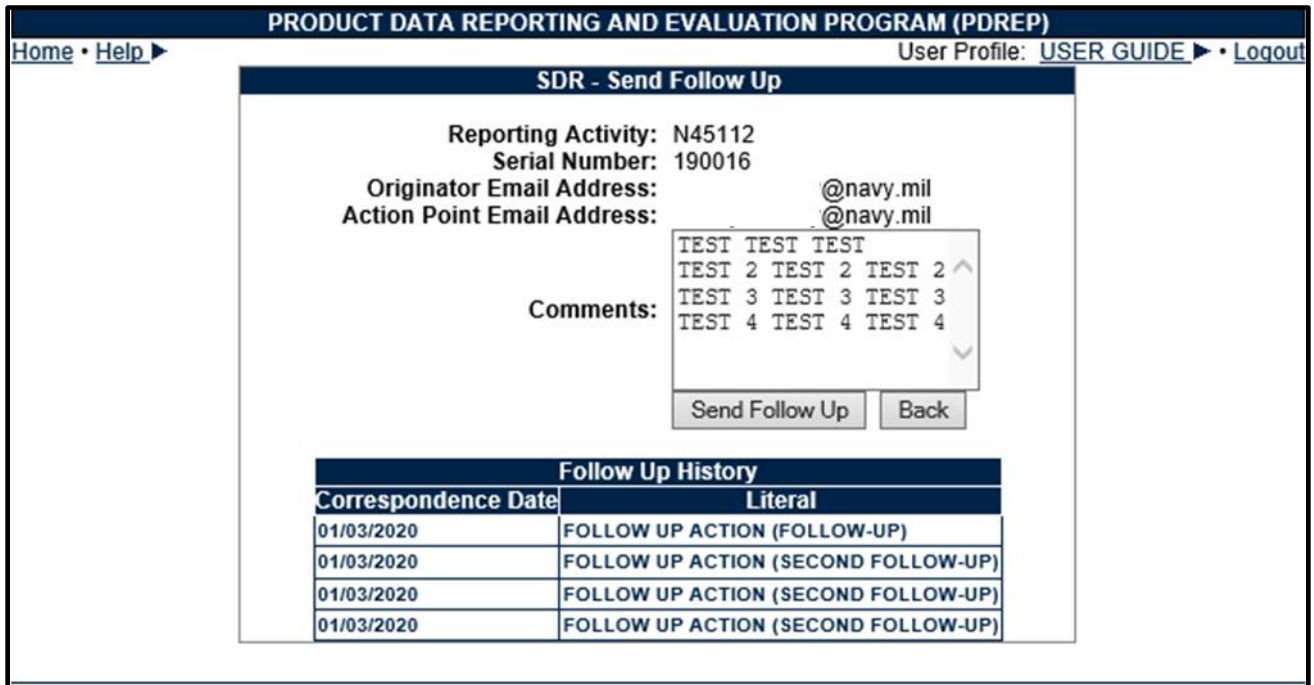 PRODUCT DATA REPORTING AND EVALUATION PROGRAM (PDREP)
Home • Help ▶ User Profile: USER GUIDE ▶ • Logout
SDR - Send Follow Up
Reporting Activity: N45112
Serial Number: 190016
Originator Email Address: @navy.mil
Action Point Email Address: @navy.mil
Comments:
TEST TEST TEST
TEST 2 TEST 2 TEST 2
TEST 3 TEST 3 TEST 3
TEST 4 TEST 4 TEST 4
Send Follow Up Back
Follow Up History
Correspondence Date Literal
01/03/2020 FOLLOW UP ACTION (FOLLOW-UP)
01/03/2020 FOLLOW UP ACTION (SECOND FOLLOW-UP)
01/03/2020 FOLLOW UP ACTION (SECOND FOLLOW-UP)
01/03/2020 FOLLOW UP ACTION (SECOND FOLLOW-UP)